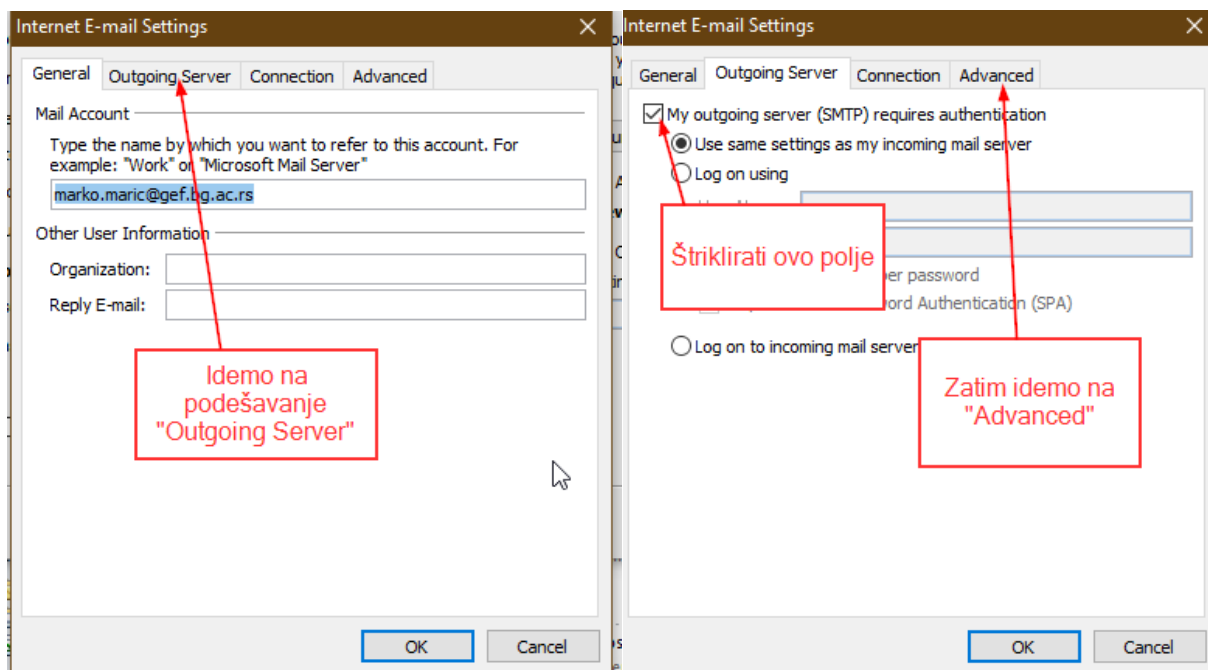 Internet E-mail Settings
General Outgoing Server Connection Advanced
Mail Account
Type the name by which you want to refer to this account. For
example: "Work" or "Microsoft Mail Server"
marko.maric@gef.bg.ac.rs
Other User Information
Organization:
Reply E-mail:
Idemo na
podešavanje
"Outgoing Server"
OK Cancel
Internet E-mail Settings
General Outgoing Server Connection Advanced
My outgoing server (SMTP) requires authentication
Use same settings as my incoming mail server
Log on using
Štriklirati ovo polje
password
Authentication (SPA)
Log on to incoming mail server
Zatim idemo na
"Advanced"
OK Cancel